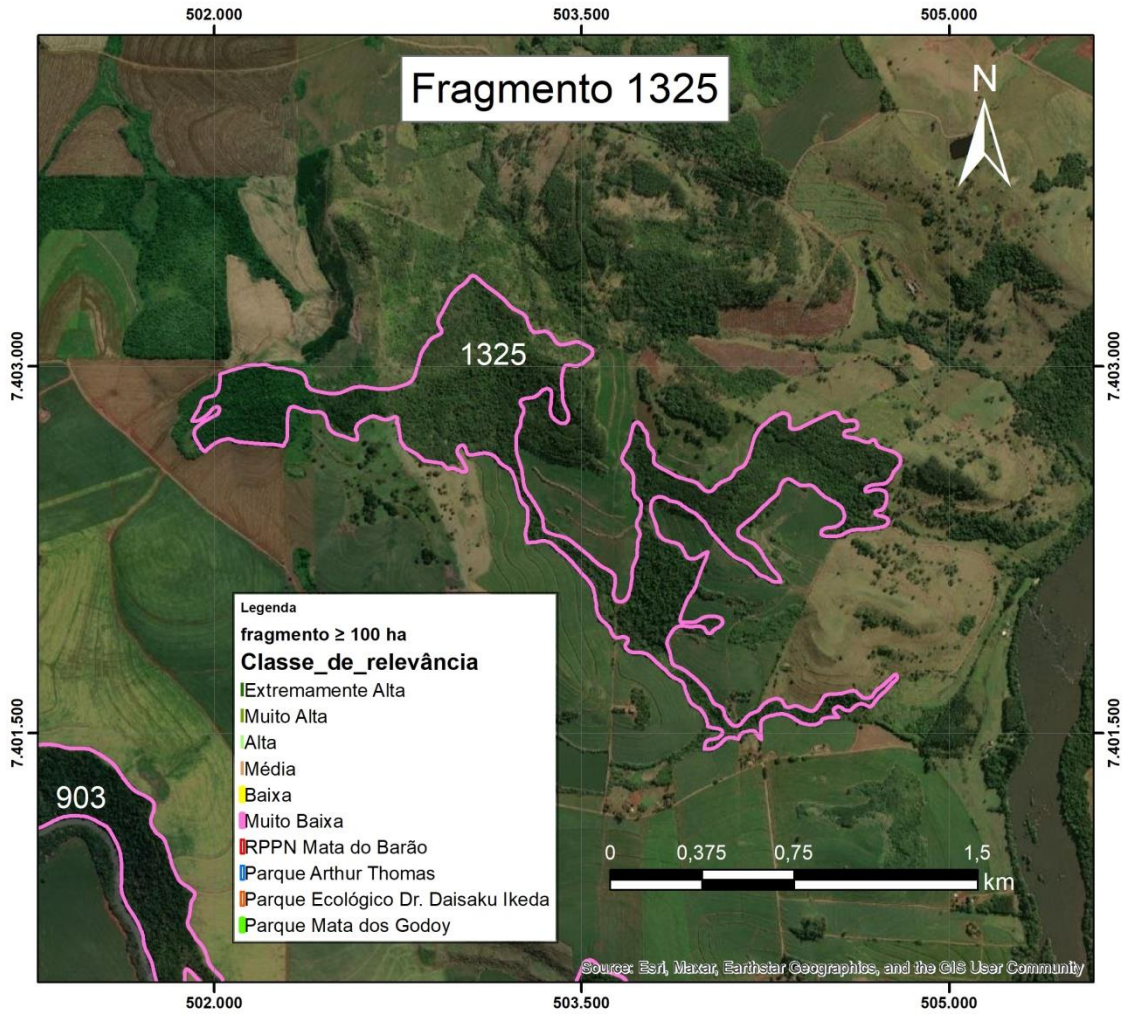 502.000 503.500 505.000
Fragmento 1325
N
7.403.000 7.403.000
1325
Legenda
fragmento ≥ 100 ha
Classe_de_relevância
Extremamente Alta
Muito Alta
Alta
Média
Baixa
Muito Baixa
RPPN Mata do Barão
Parque Arthur Thomas
Parque Ecológico Dr. Daisaku Ikeda
Parque Mata dos Godoy
7.401.500 7.401.500
903
0 0,375 0,75 1,5
km
Source: Esri, Maxar, Earthstar Geographics, and the GIS User Community
502.000 503.500 505.000